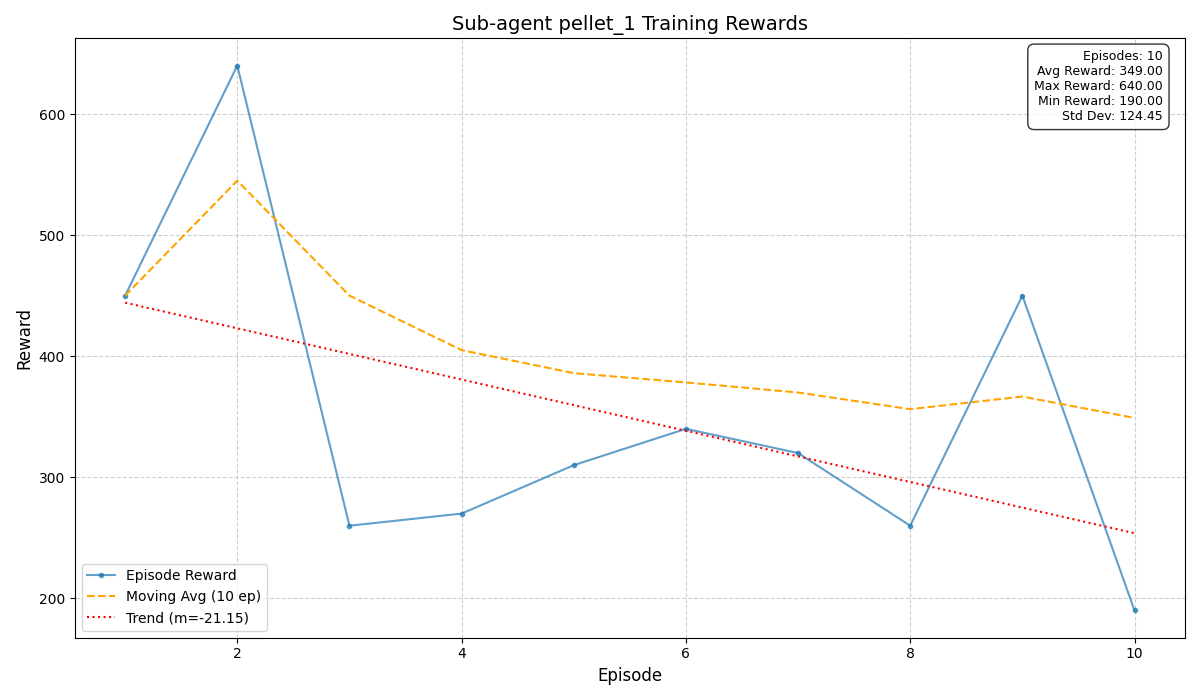 Sub-agent pellet_1 Training Rewards
Episodes: 10
Avg Reward: 349.00
Max Reward: 640.00
Min Reward: 190.00
Std Dev: 124.45
Reward
600
500
400
300
200
Episode Reward
Moving Avg (10 ep)
Trend (m=-21.15)
2 4 6 8 10
Episode